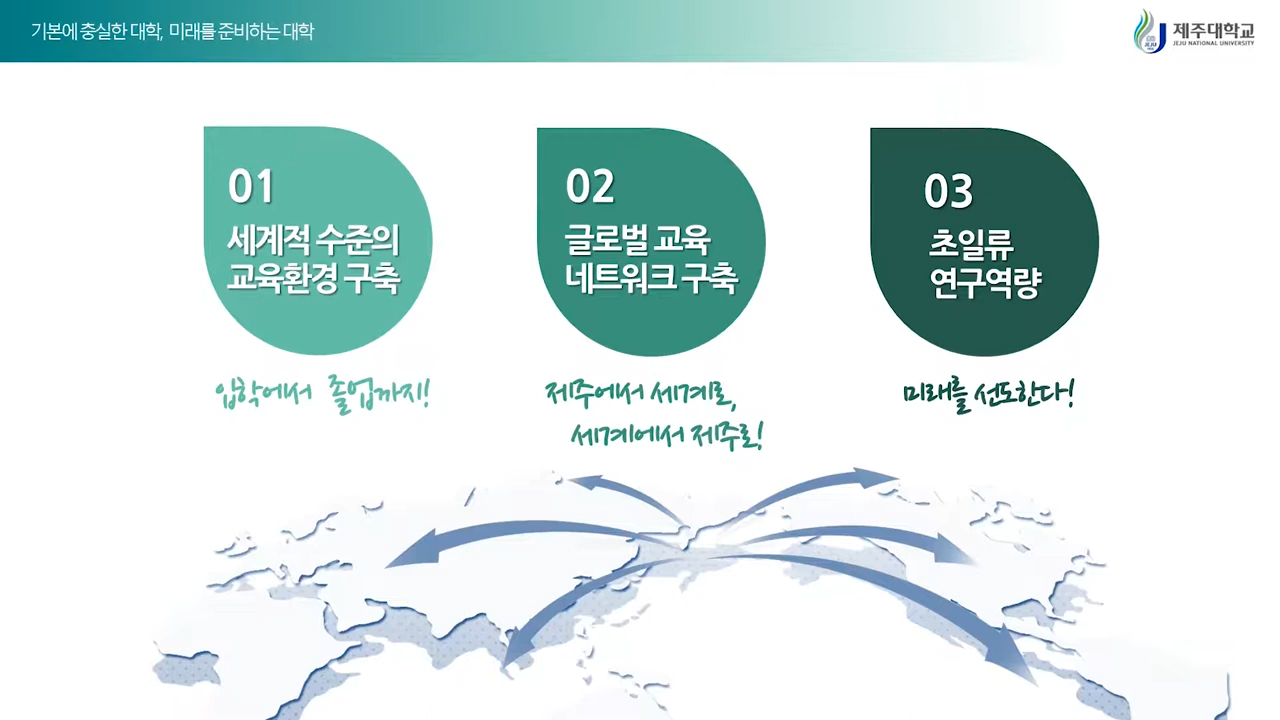 기본에 충실한 대학, 미래를 준비하는 대학
제주대학교
JEJU NATIONAL UNIVERSITY
01
세계적 수준의
교육환경 구축
입학에서 졸업까지!
02
글로벌 교육
네트워크 구축
제주에서 세계로,
세계에서 제주로!
03
초일류
연구역량
미래를 선도한다!